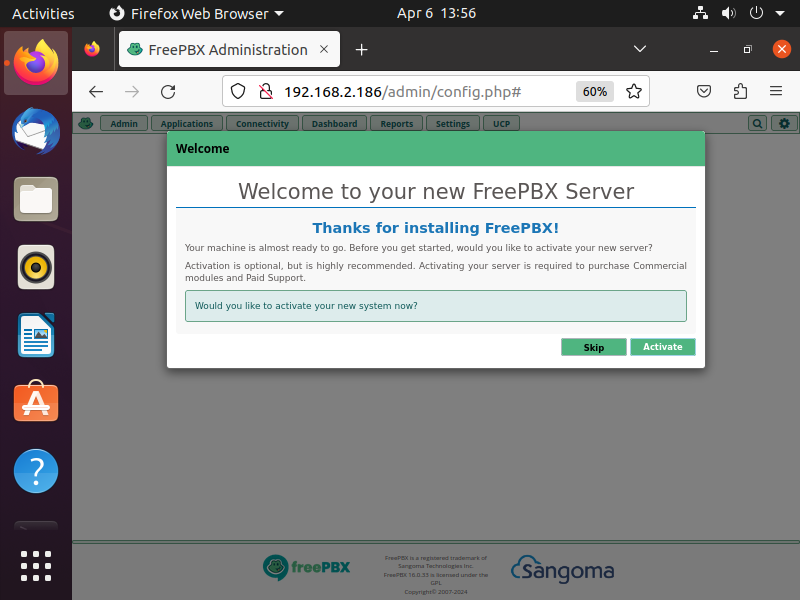 Activities
Firefox Web Browser
Apr 6 13:56
FreePBX Administration
192.168.2.186/admin/config.php#
60%
Admin
Applications
Connectivity
Dashboard
Reports
Settings
UCP
Welcome
Welcome to your new FreePBX Server
Thanks for installing FreePBX!
Your machine is almost ready to go. Before you get started, would you like to activate your new server?
Activation is optional, but is highly recommended. Activating your server is required to purchase Commercial
modules and Paid Support.
Would you like to activate your new system now?
Skip
Activate
freePBX
FreePBX is a registered trademark of
Sangoma Technologies Inc.
FreePBX 16.0.33 is licensed under the
GPL
Copyright© 2007-2024
Sangoma